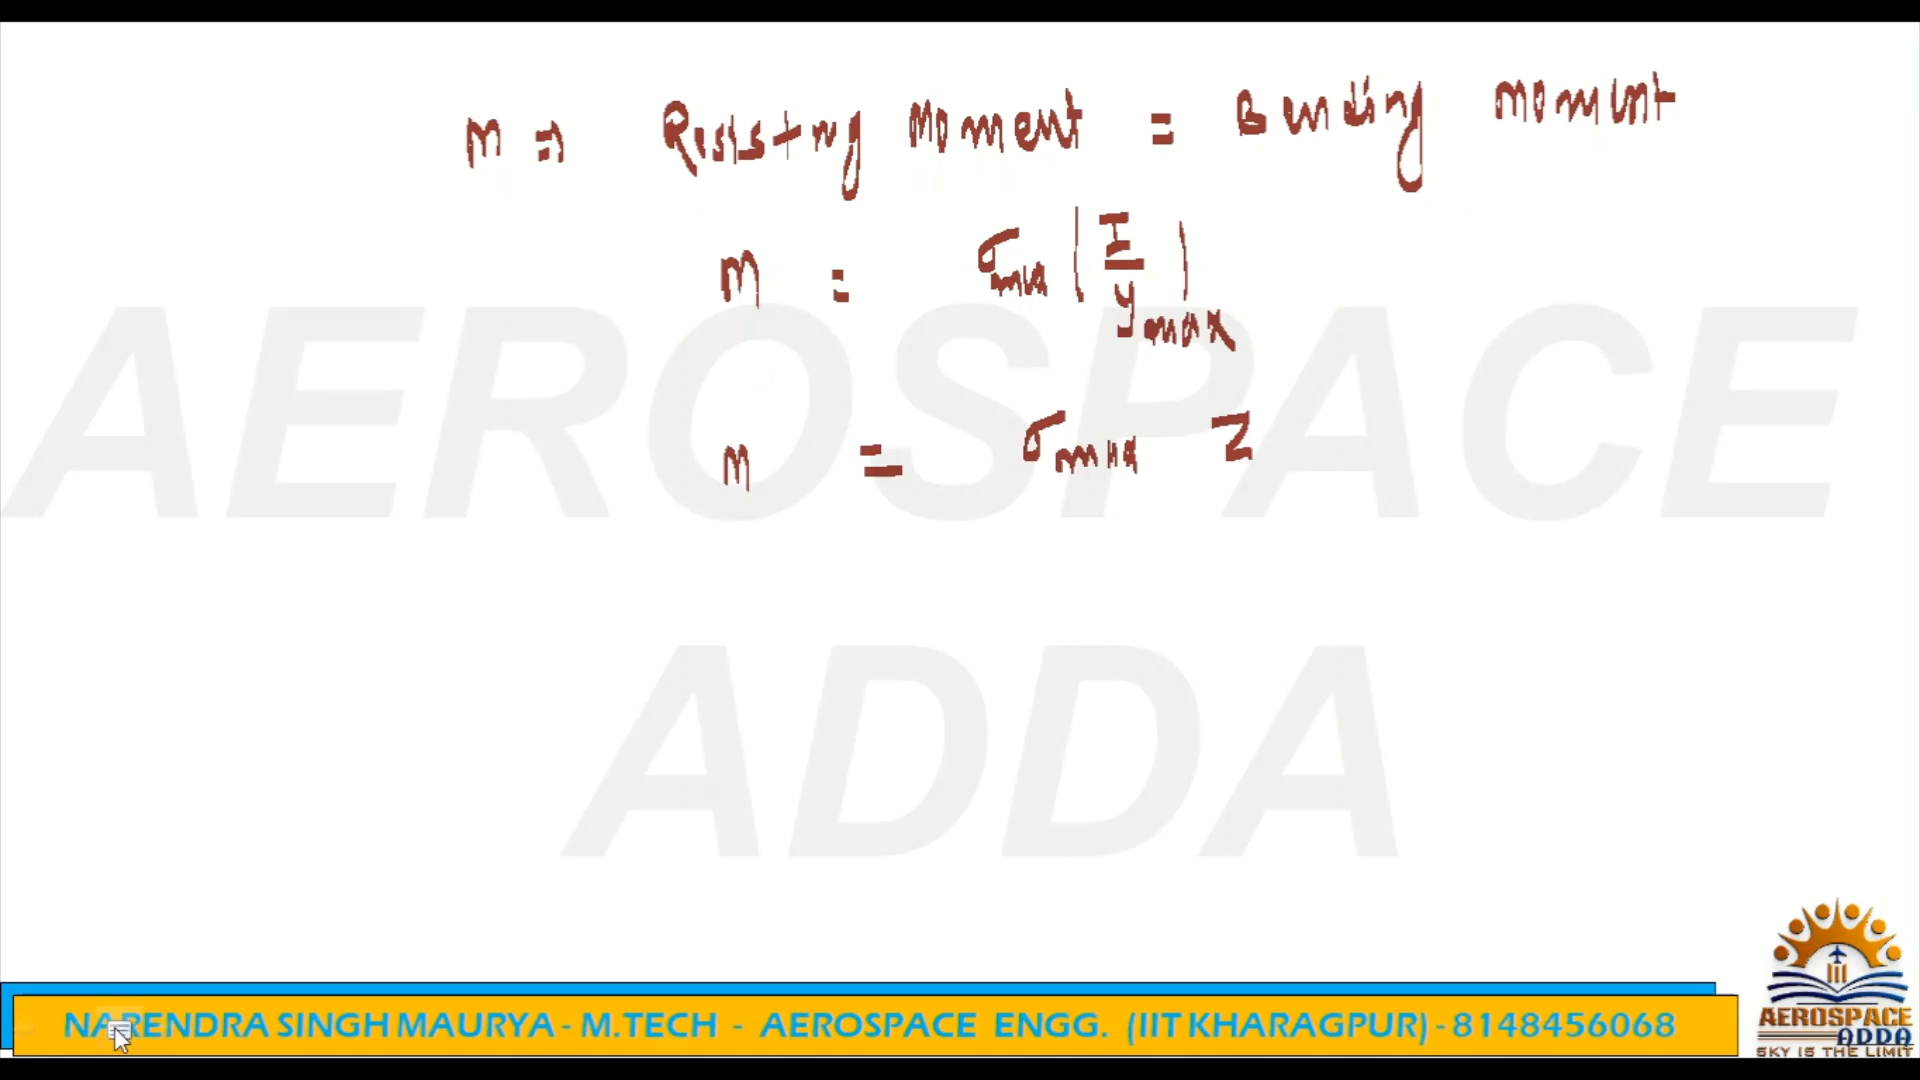 M => Resisting Moment = Bending moment
M = σmax (I/ymax)
M = σmax Z
AEROSPACE
ADDA
NARENDRA SINGH MAURYA - M.TECH - AEROSPACE ENGG. (IIT KHARAGPUR) - 8148456068
AEROSPACE
ADDA
SKY IS THE LIMIT